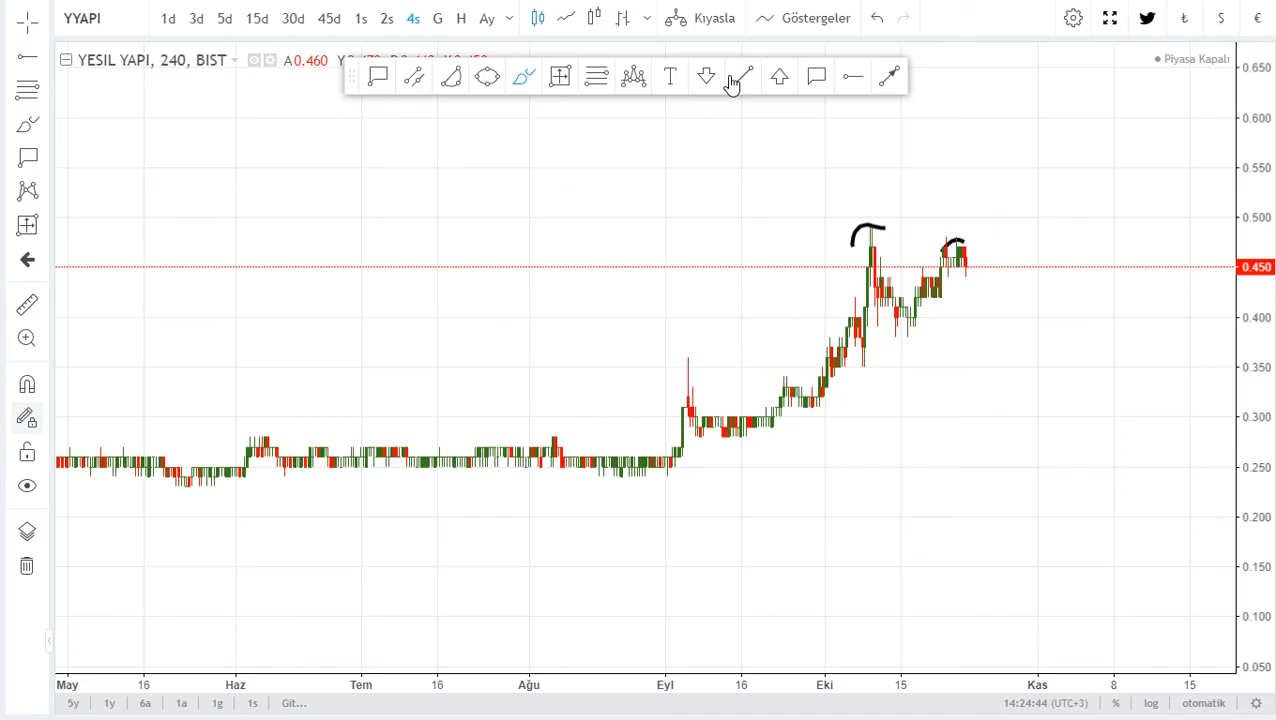 YYAPI 1d 3d 5d 15d 30d 45d 1s 2s 4s G H Ay Kıyasla Göstergeler ₺ $ €
YESIL YAPI, 240, BIST A 0.460
T
Piyasa Kapalı
0.650
0.600
0.550
0.500
0.450
0.400
0.350
0.300
0.250
0.200
0.150
0.100
0.050
May 16 Haz Tem 16 Ağu Eyl 16 Eki 15 Kas 8 15
5y 1y 6a 1a 1g 1s Git... 14:24:44 (UTC+3) % log otomatik